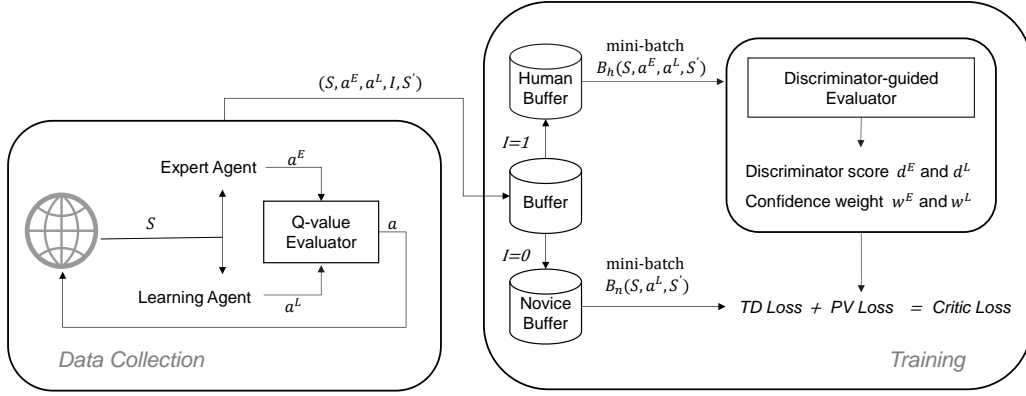 (S, a^E, a^L, I, S')
Expert Agent
a^E
S
Q-value
Evaluator
a
Learning Agent
a^L
Data Collection
Human
Buffer
mini-batch
B_h(S, a^E, a^L, S')
I=1
Buffer
I=0
Novice
Buffer
mini-batch
B_n(S, a^L, S')
Discriminator-guided
Evaluator
Discriminator score d^E and d^L
Confidence weight w^E and w^L
TD Loss + PV Loss = Critic Loss
Training